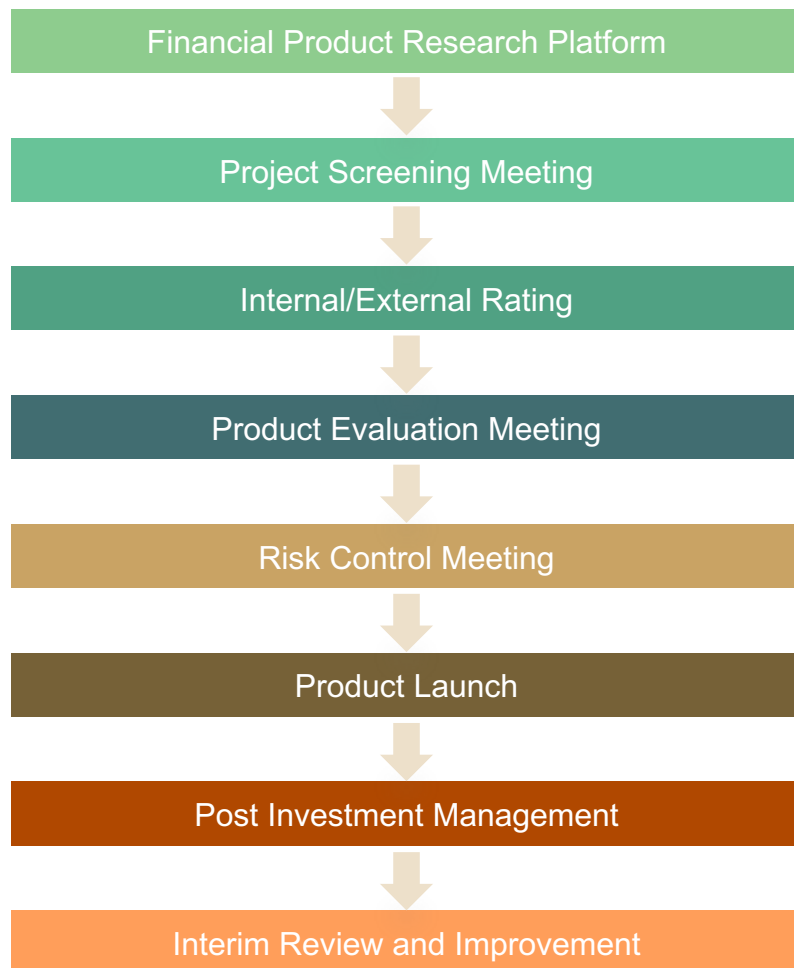 Financial Product Research Platform
Project Screening Meeting
Internal/External Rating
Product Evaluation Meeting
Risk Control Meeting
Product Launch
Post Investment Management
Interim Review and Improvement